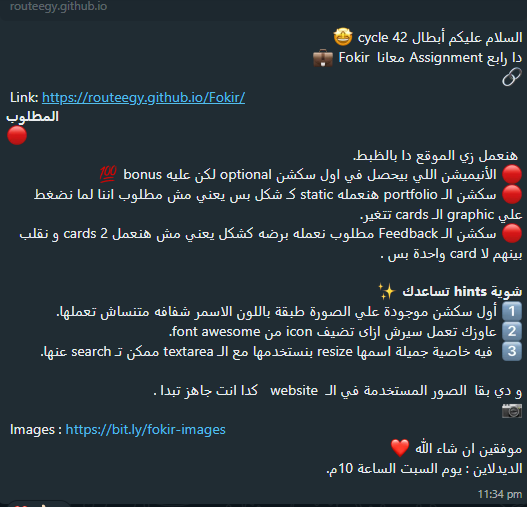 routeegy.github.io
السلام عليكم أبطال cycle 42 🤩
دا رابع Assignment معانا Fokir 💼
🔗
Link: https://routeegy.github.io/Fokir/
المطلوب
🔴
هنعمل زي الموقع دا بالظبط.
🔴 الأنيميشن اللي بيحصل في اول سكشن optional لكن عليه bonus 💯
🔴 سكشن الـ portfolio هنعمله static كـ شكل بس يعني مش مطلوب اننا لما نضغط
علي graphic الـ cards تتغير.
🔴 سكشن الـ Feedback مطلوب نعمله برضه كشكل يعني مش هنعمل 2 cards و نقلب
بينهم لا card واحدة بس .
شوية hints تساعدك ✨
1️⃣ أول سكشن موجودة علي الصورة طبقة باللون الاسمر شفافه متنساش تعملها.
2️⃣ عاوزك تعمل سيرش ازاى تضيف icon من font awesome.
3️⃣ فيه خاصية جميلة اسمها resize بنستخدمها مع الـ textarea ممكن تـ search عنها.
و دي بقا الصور المستخدمة في الـ website كدا انت جاهز تبدا .
📷
Images : https://bit.ly/fokir-images
موفقين ان شاء الله ❤️
الديدلاين : يوم السبت الساعة 10م.
11:34 pm